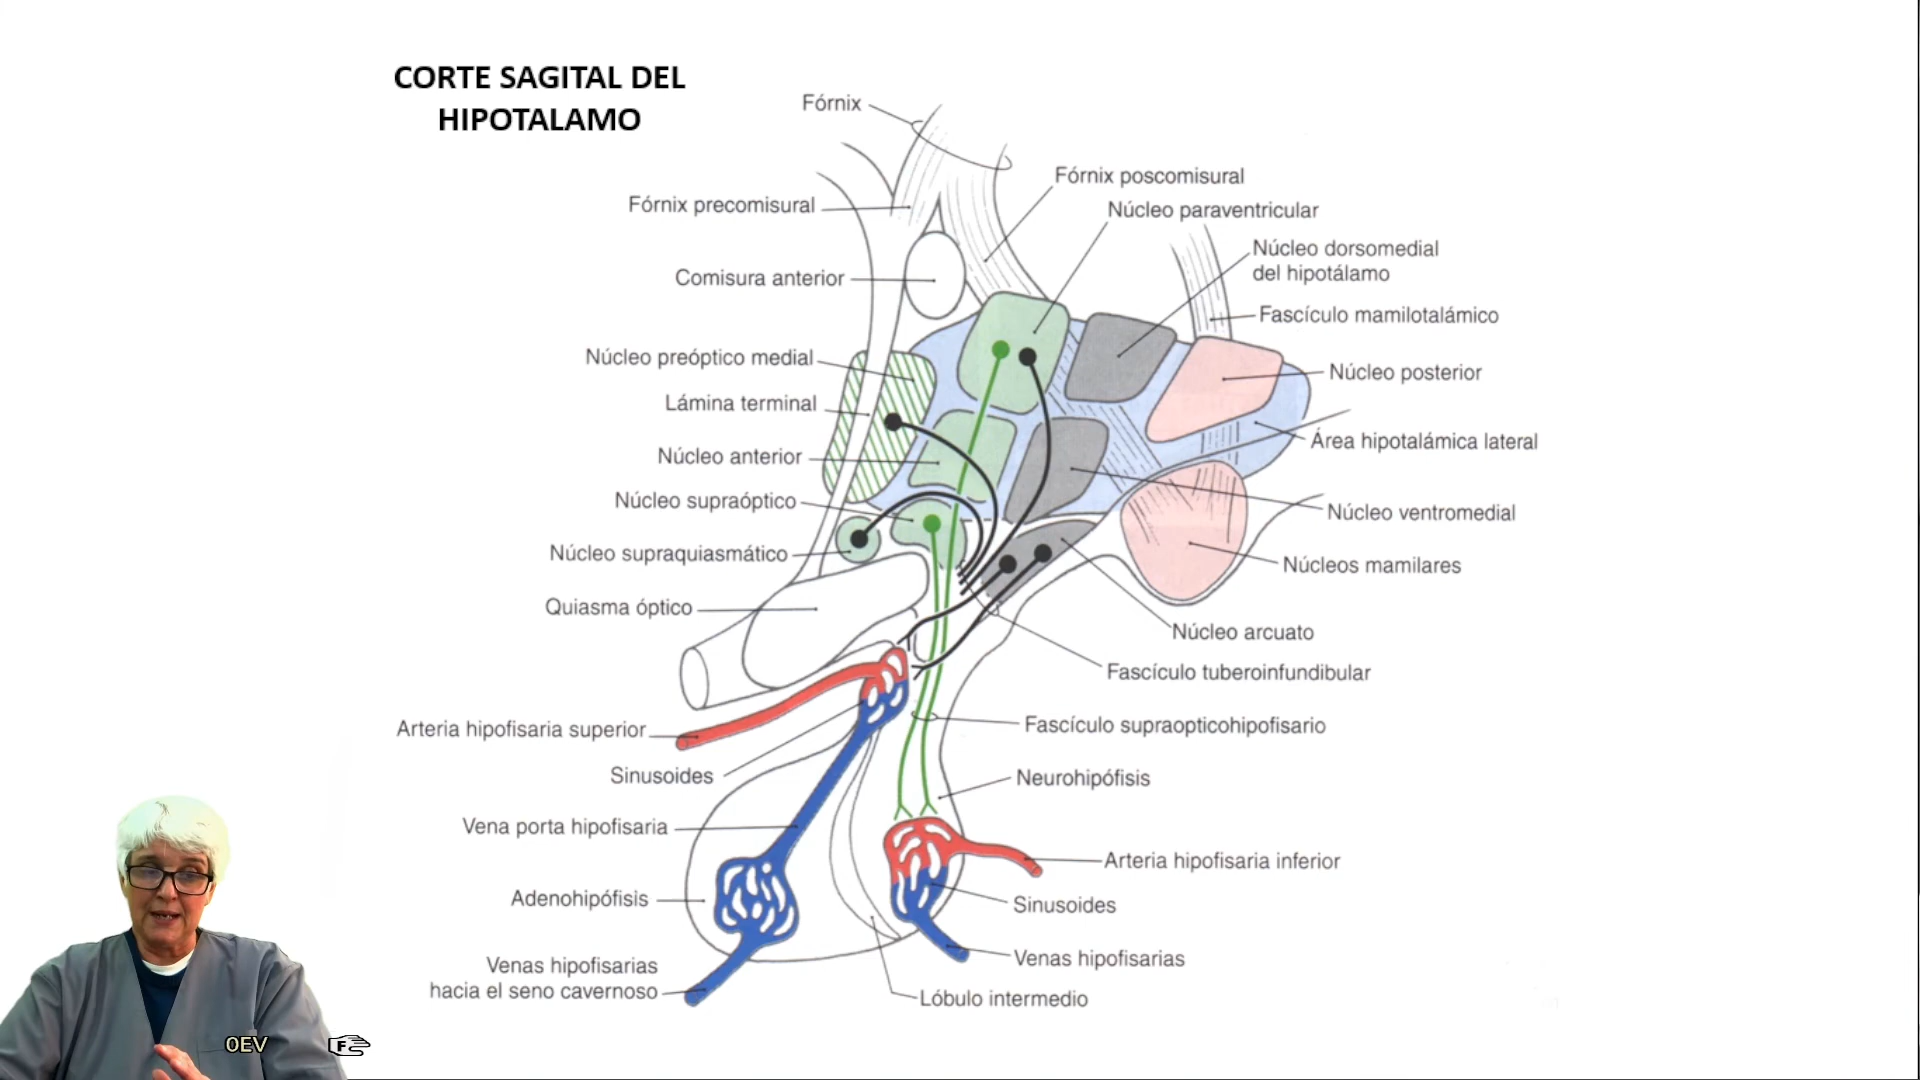 CORTE SAGITAL DEL
HIPOTALAMO
Fórnix
Fórnix poscomisural
Fórnix precomisural
Núcleo paraventricular
Núcleo dorsomedial
del hipotálamo
Comisura anterior
Fascículo mamilotalámico
Núcleo preóptico medial
Núcleo posterior
Lámina terminal
Área hipotalámica lateral
Núcleo anterior
Núcleo supraóptico
Núcleo ventromedial
Núcleo supraquiasmático
Núcleos mamilares
Quiasma óptico
Núcleo arcuato
Fascículo tuberoinfundibular
Arteria hipofisaria superior
Fascículo supraopticohipofisario
Sinusoides
Neurohipófisis
Vena porta hipofisaria
Arteria hipofisaria inferior
Adenohipófisis
Sinusoides
Venas hipofisarias
hacia el seno cavernoso
Venas hipofisarias
Lóbulo intermedio
OEV
F